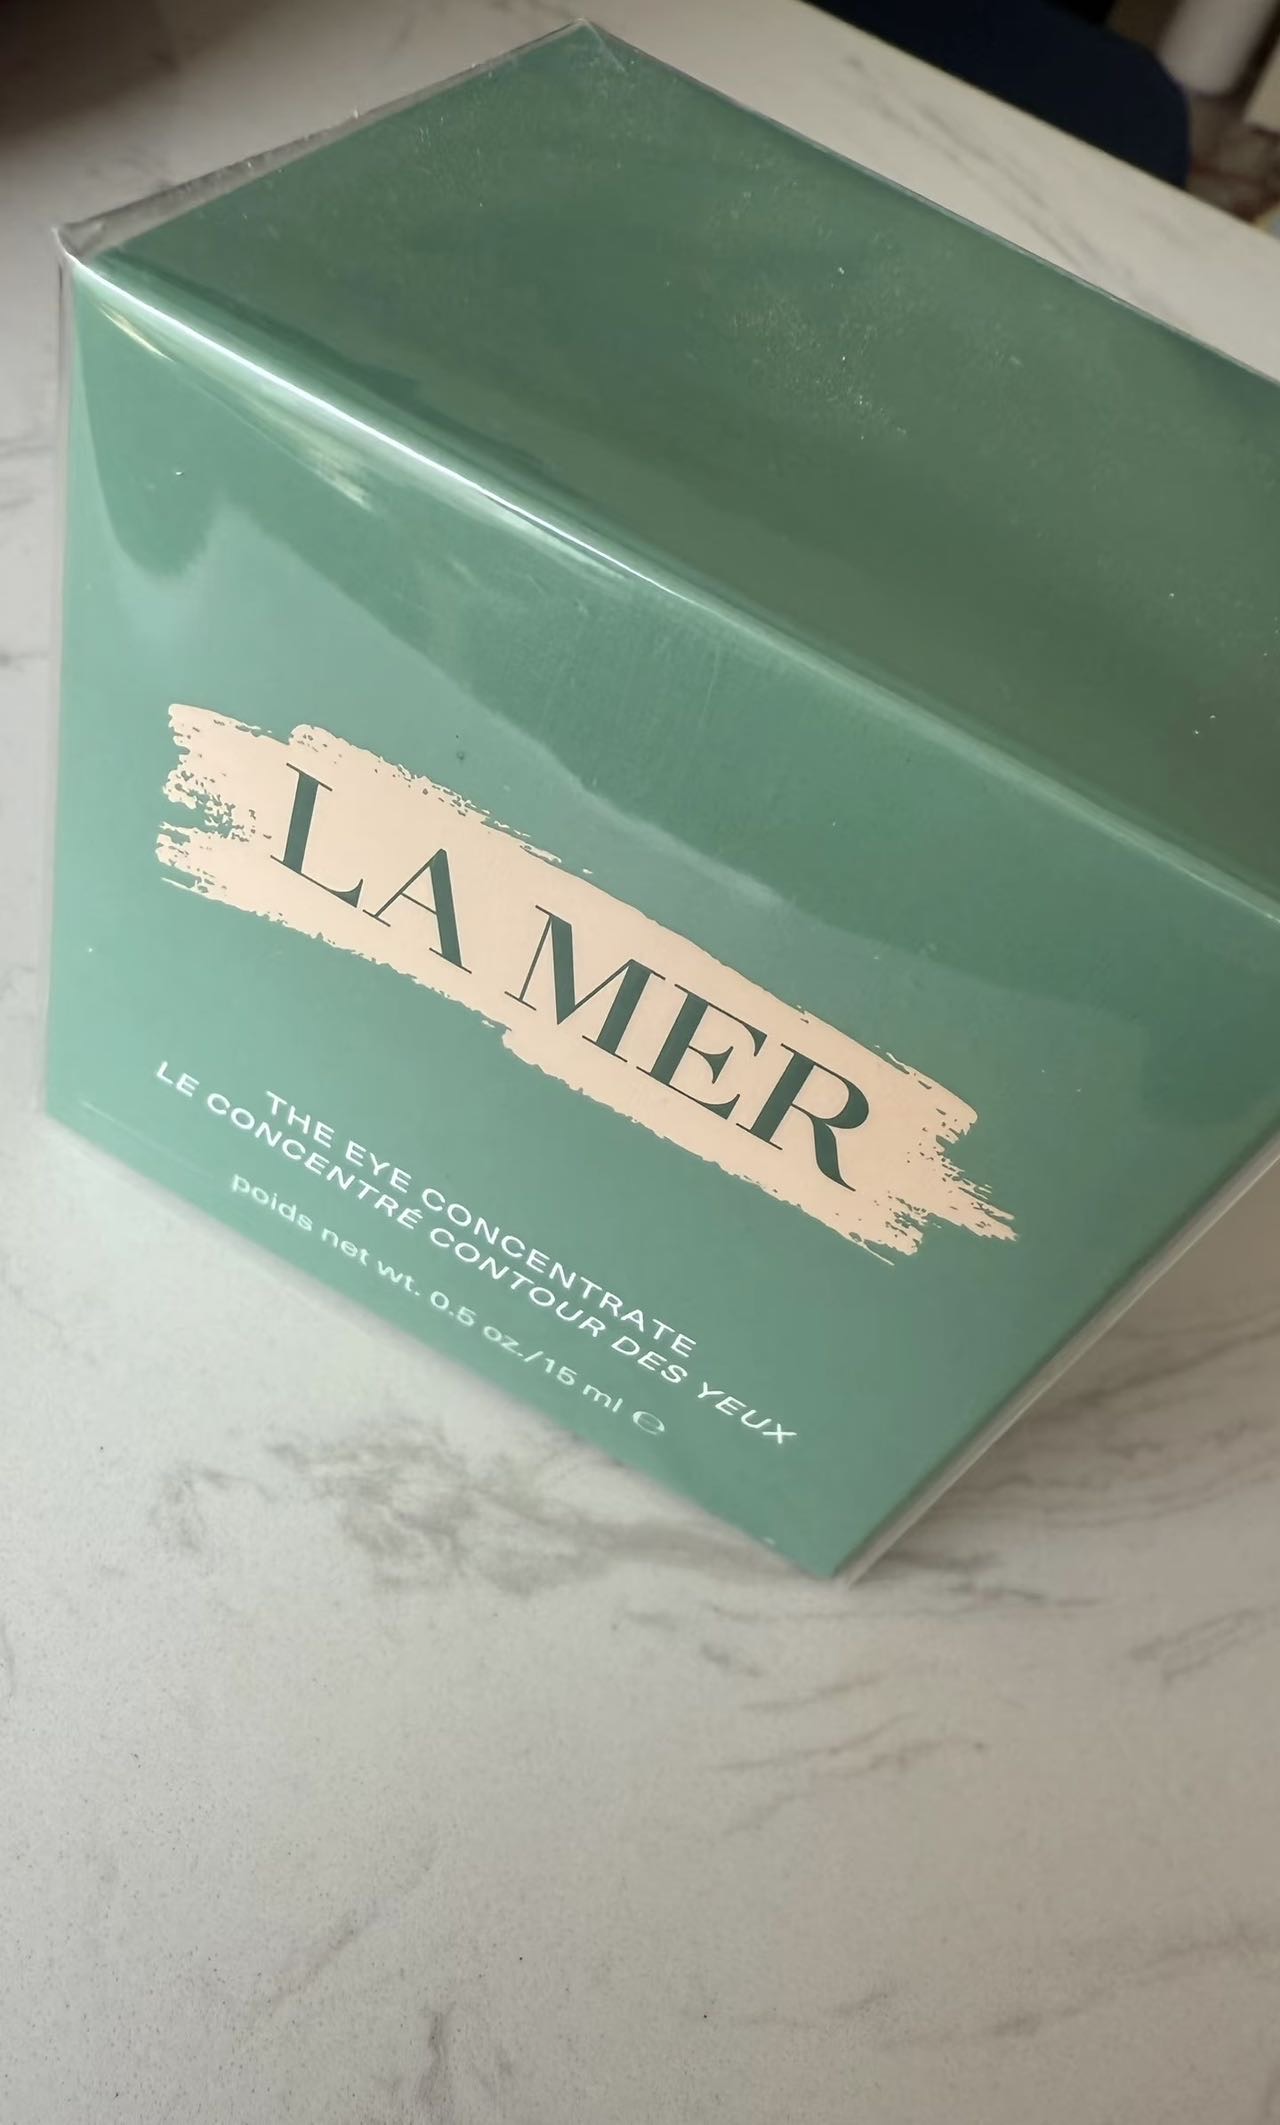 LA MER
THE EYE CONCENTRATE
LE CONCENTRÉ CONTOUR DES YEUX
poids net wt. 0.5 oz./15 ml ℮